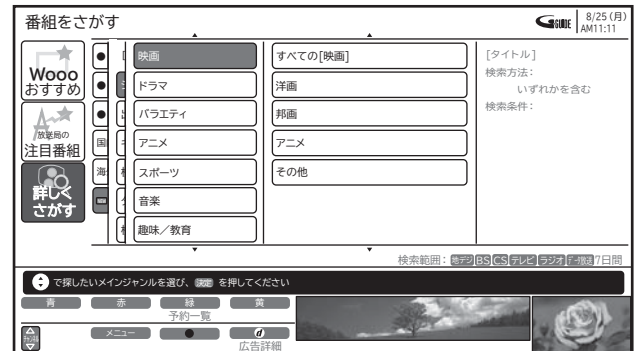 番組をさがす
G GUIDE
8/25 (月)
AM11:11
Wooo
おすすめ
放送局の
注目番組
詳しく
さがす
国
海
映画
ドラマ
バラエティ
アニメ
スポーツ
音楽
趣味／教育
すべての[映画]
洋画
邦画
アニメ
その他
[タイトル]
検索方法：
いずれかを含む
検索条件：
検索範囲： 地デジ BS CS テレビ ラジオ データ放送 7日間
で探したいメインジャンルを選び、 決定 を押してください
青 赤 緑 黄
予約一覧
チャンネル メニュー ● d
広告詳細